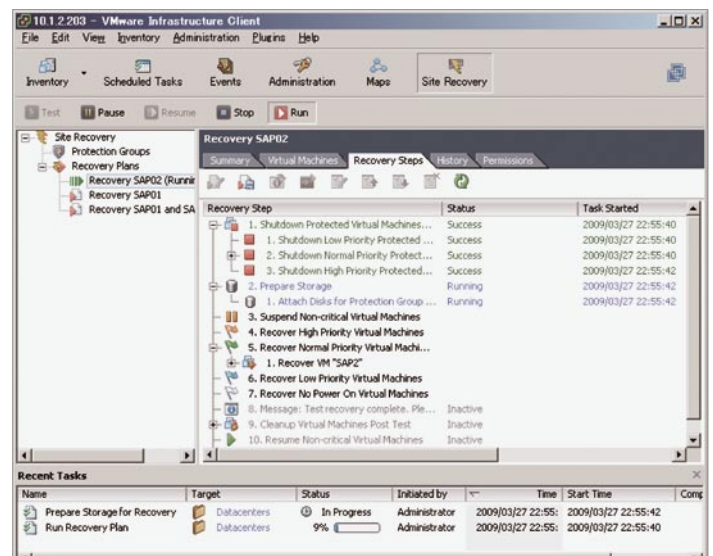 10.1.2.203 - VMware Infrastructure Client
File Edit View Inventory Administration Plugins Help
Inventory Scheduled Tasks Events Administration Maps Site Recovery
Test Pause Resume Stop Run
Site Recovery
Protection Groups
Recovery Plans
Recovery SAP02 (Runnir
Recovery SAP01
Recovery SAP01 and SA
Recovery SAP02
Summary Virtual Machines Recovery Steps History Permissions
Recovery Step Status Task Started
1. Shutdown Protected Virtual Machines... Success 2009/03/27 22:55:40
1. Shutdown Low Priority Protected ... Success 2009/03/27 22:55:40
2. Shutdown Normal Priority Protect... Success 2009/03/27 22:55:40
3. Shutdown High Priority Protected... Success 2009/03/27 22:55:42
2. Prepare Storage Running 2009/03/27 22:55:42
1. Attach Disks for Protection Group ... Running 2009/03/27 22:55:42
3. Suspend Non-critical Virtual Machines
4. Recover High Priority Virtual Machines
5. Recover Normal Priority Virtual Machi...
1. Recover VM "SAP2"
6. Recover Low Priority Virtual Machines
7. Recover No Power On Virtual Machines
8. Message: Test recovery complete. Ple... Inactive
9. Cleanup Virtual Machines Post Test Inactive
10. Resume Non-critical Virtual Machines Inactive
Recent Tasks
Name Target Status Initiated by Time Start Time Comp
Prepare Storage for Recovery Datacenters In Progress Administrator 2009/03/27 22:55: 2009/03/27 22:55:42
Run Recovery Plan Datacenters 9% Administrator 2009/03/27 22:55: 2009/03/27 22:55:40